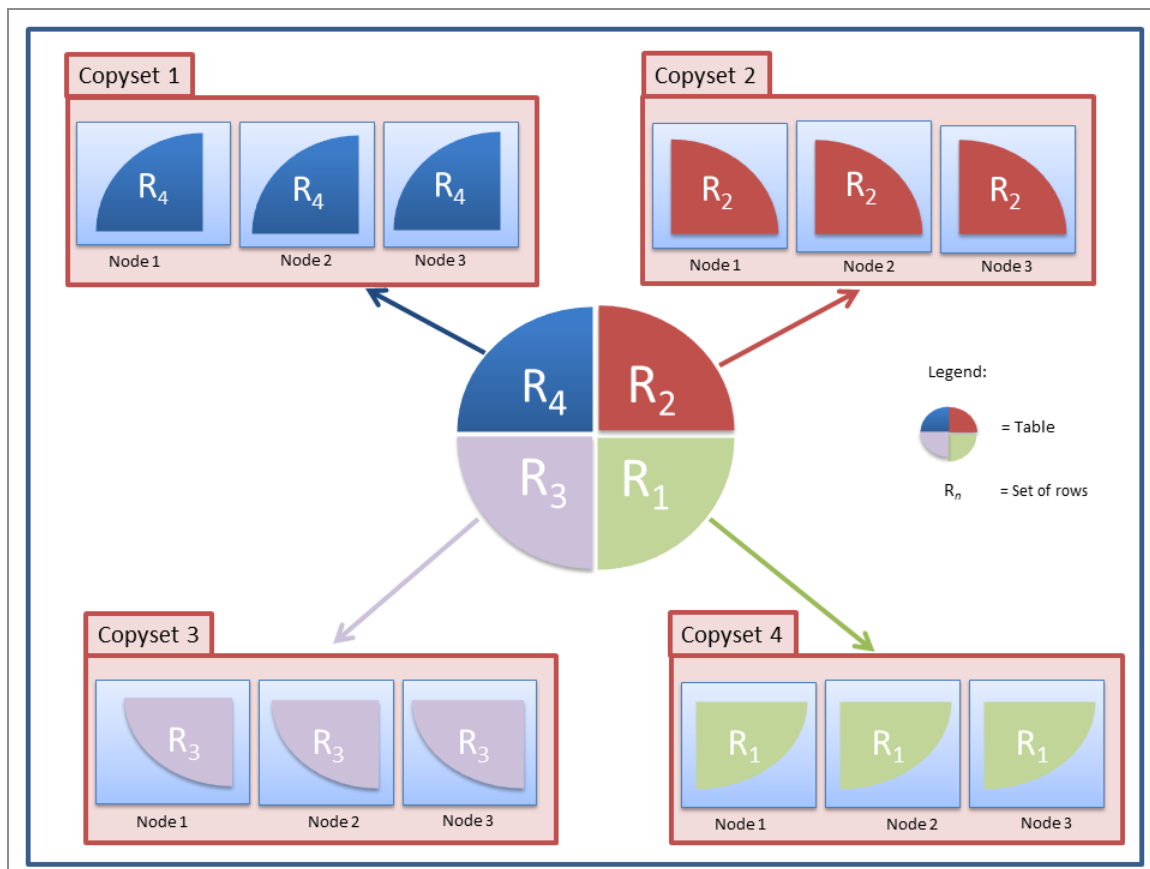 Copyset 1
R4
R4
R4
Node 1
Node 2
Node 3
Copyset 2
R2
R2
R2
Node 1
Node 2
Node 3
R4
R2
R3
R1
Legend:
= Table
Rn = Set of rows
Copyset 3
R3
R3
R3
Node 1
Node 2
Node 3
Copyset 4
R1
R1
R1
Node 1
Node 2
Node 3